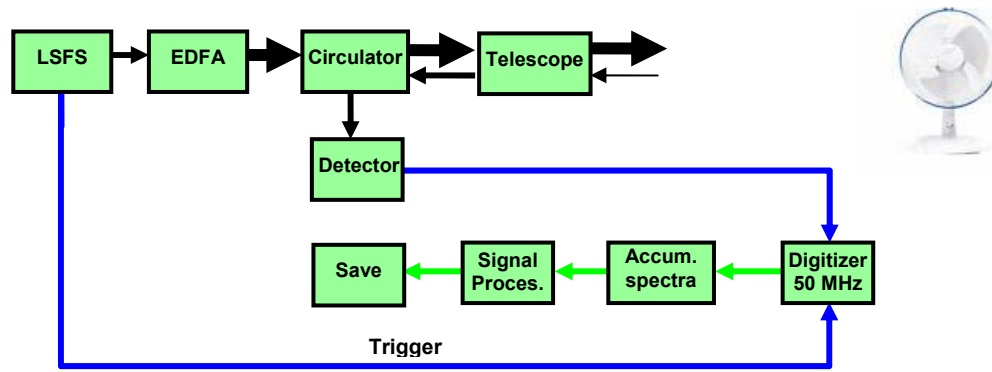 LSFS
EDFA
Circulator
Telescope
Detector
Save
Signal
Proces.
Accum.
spectra
Digitizer
50 MHz
Trigger